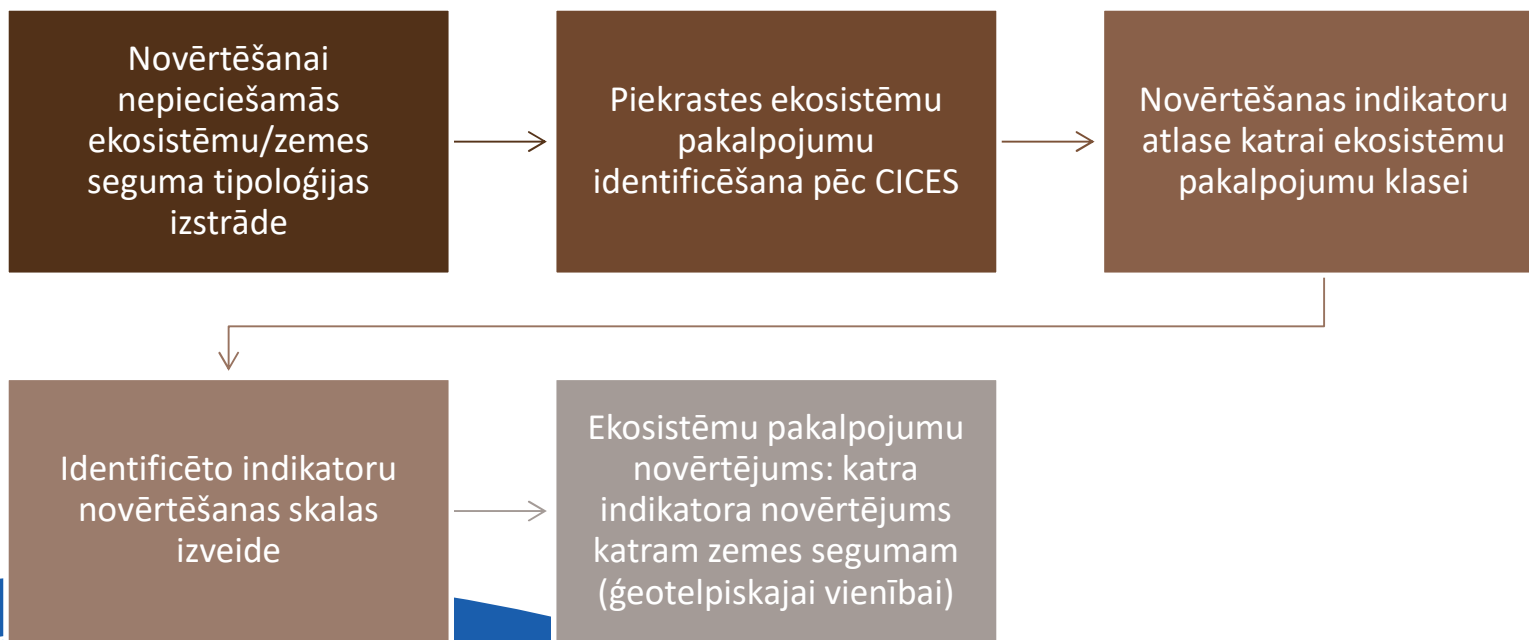 Novērtēšanai
nepieciešamās
ekosistēmu/zemes
seguma tipoloģijas
izstrāde
Piekrastes ekosistēmu
pakalpojumu
identificēšana pēc CICES
Novērtēšanas indikatoru
atlase katrai ekosistēmu
pakalpojumu klasei
Identificēto indikatoru
novērtēšanas skalas
izveide
Ekosistēmu pakalpojumu
novērtējums: katra
indikatora novērtējums
katram zemes segumam
(ģeotelpiskajai vienībai)